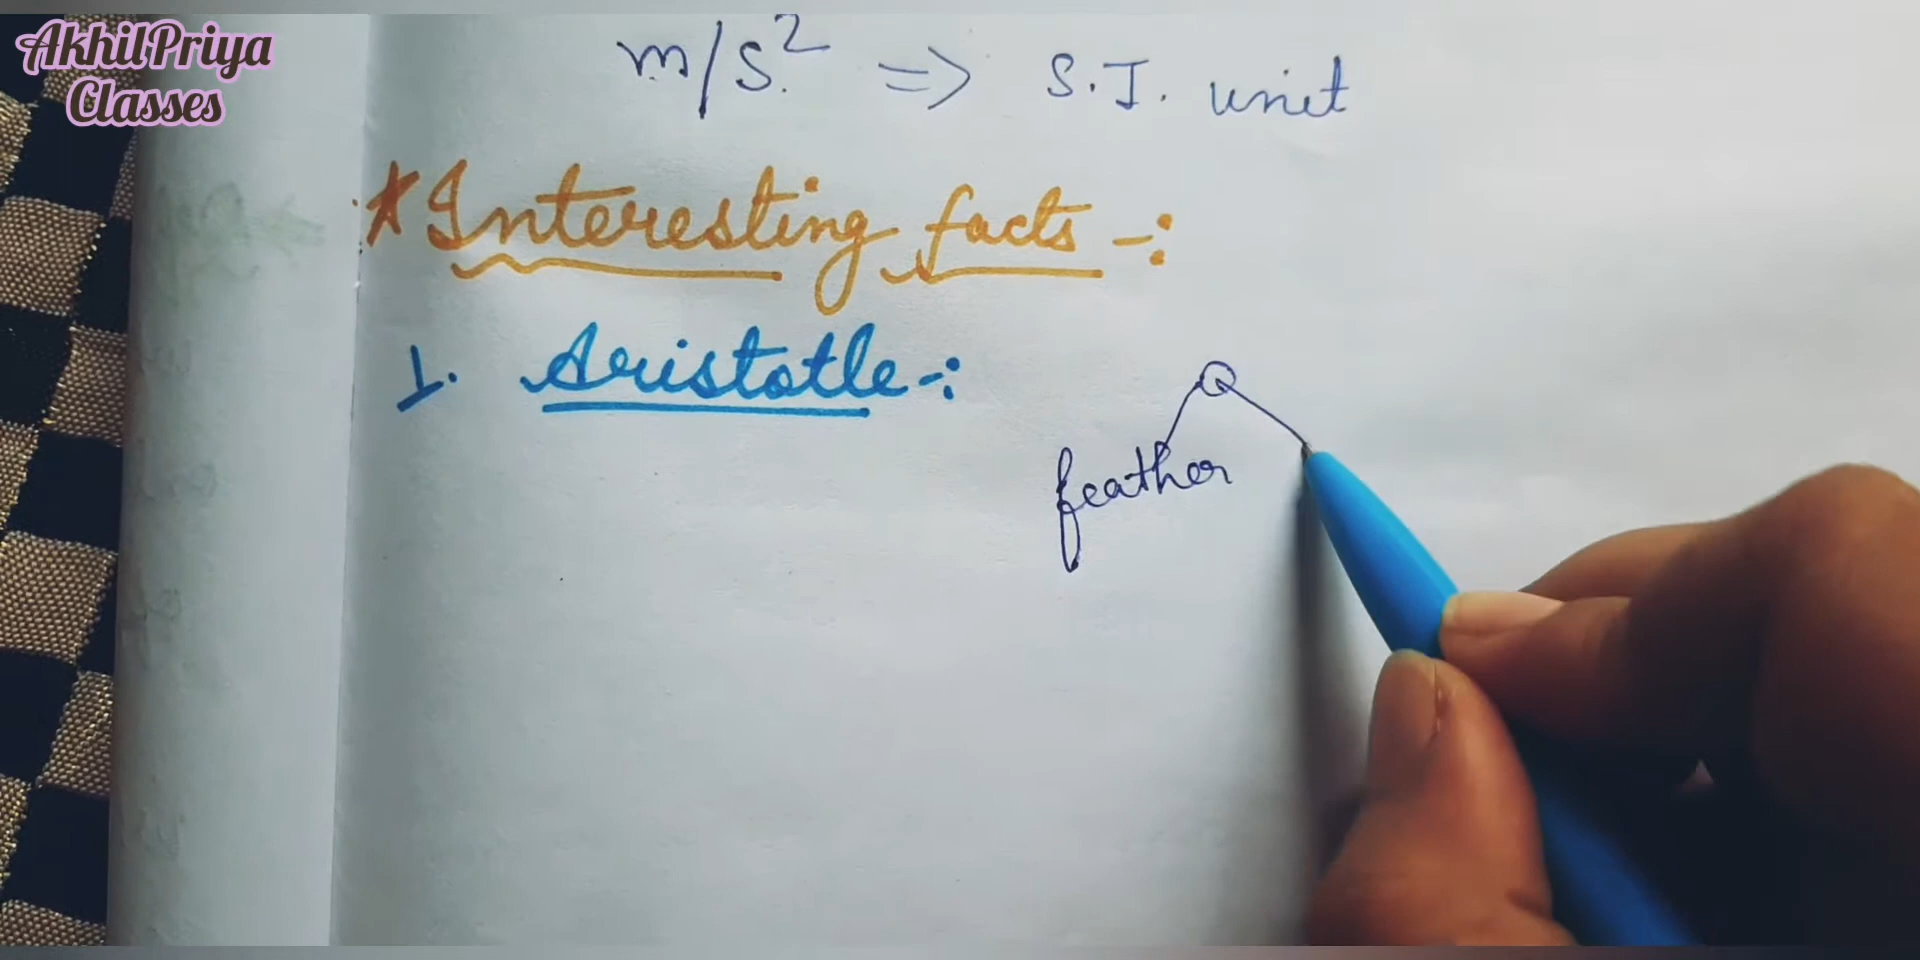 AkhilPriya
Classes
m/s² => S.I. unit
* Interesting facts -:
1. Aristotle -:
feather